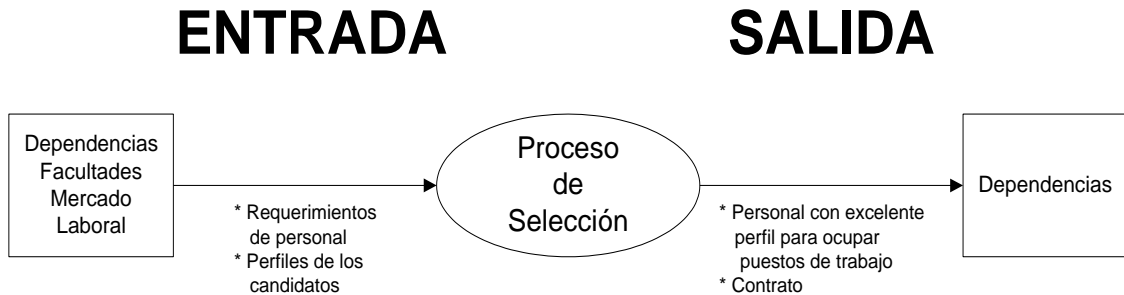 ENTRADA
SALIDA
Dependencias
Facultades
Mercado
Laboral
* Requerimientos
de personal
* Perfiles de los
candidatos
Proceso
de
Selección
* Personal con excelente
perfil para ocupar
puestos de trabajo
* Contrato
Dependencias